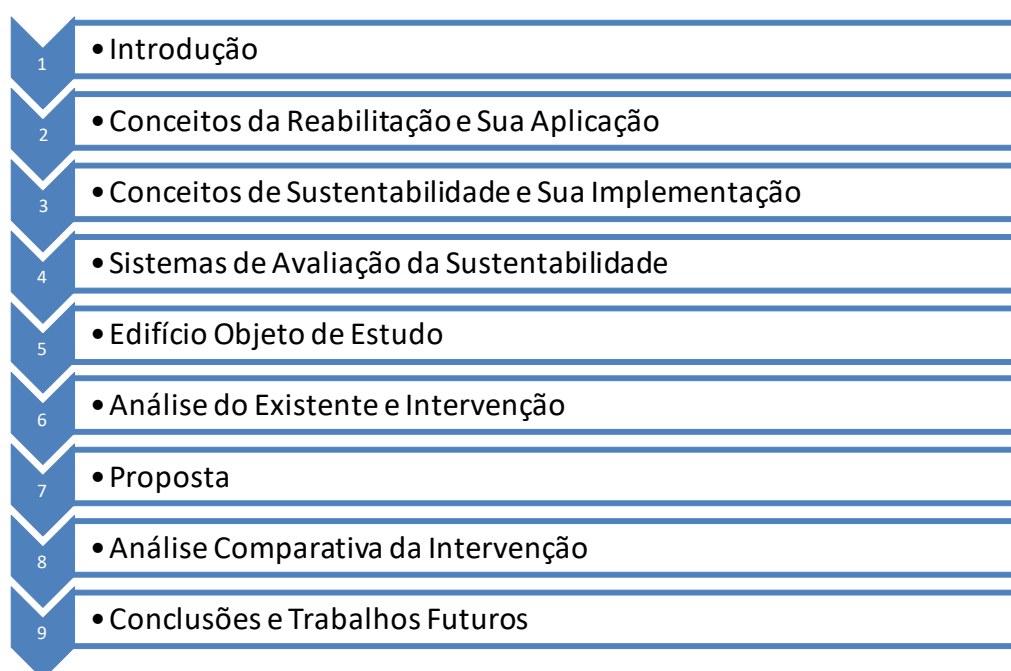 1 • Introdução
2 • Conceitos da Reabilitação e Sua Aplicação
3 • Conceitos de Sustentabilidade e Sua Implementação
4 • Sistemas de Avaliação da Sustentabilidade
5 • Edifício Objeto de Estudo
6 • Análise do Existente e Intervenção
7 • Proposta
8 • Análise Comparativa da Intervenção
9 • Conclusões e Trabalhos Futuros